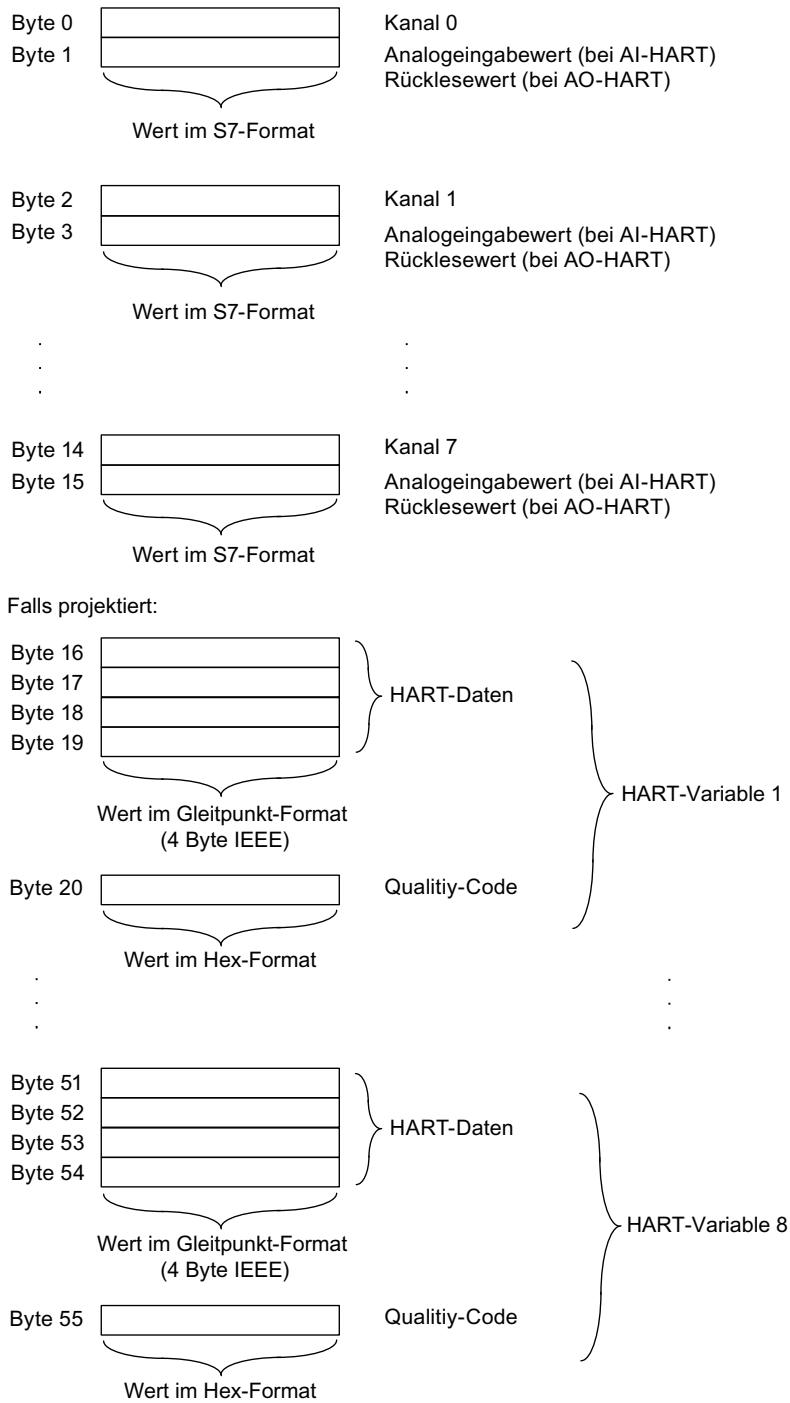 Byte 0
Kanal 0
Byte 1
Analogeingabewert (bei AI-HART)
Rücklesewert (bei AO-HART)
Wert im S7-Format
Byte 2
Kanal 1
Byte 3
Analogeingabewert (bei AI-HART)
Rücklesewert (bei AO-HART)
Wert im S7-Format
Byte 14
Kanal 7
Byte 15
Analogeingabewert (bei AI-HART)
Rücklesewert (bei AO-HART)
Wert im S7-Format
Falls projektiert:
Byte 16
Byte 17
Byte 18
Byte 19
HART-Daten
Wert im Gleitpunkt-Format
(4 Byte IEEE)
HART-Variable 1
Byte 20
Qualitiy-Code
Wert im Hex-Format
Byte 51
Byte 52
Byte 53
Byte 54
HART-Daten
Wert im Gleitpunkt-Format
(4 Byte IEEE)
HART-Variable 8
Byte 55
Qualitiy-Code
Wert im Hex-Format